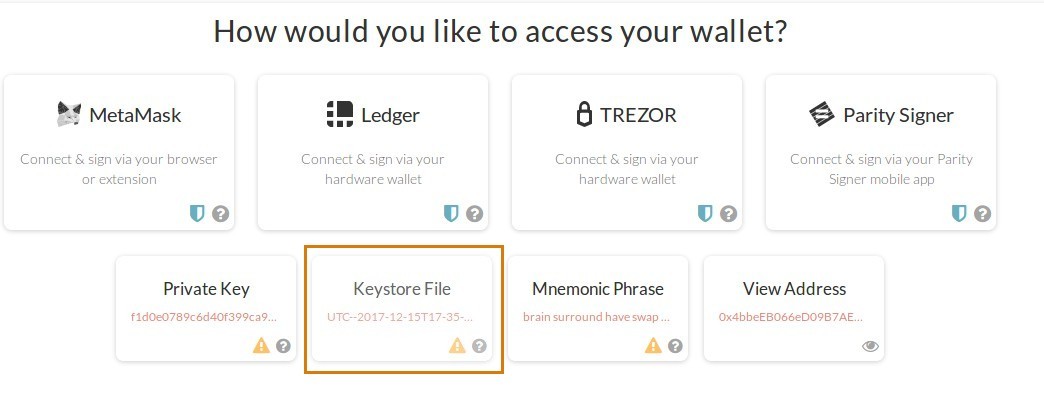 How would you like to access your wallet?
MetaMask
Connect & sign via your browser
or extension
Ledger
Connect & sign via your
hardware wallet
TREZOR
Connect & sign via your
hardware wallet
Parity Signer
Connect & sign via your Parity
Signer mobile app
Private Key
f1d0e0789c6d40f399ca9...
Keystore File
UTC--2017-12-15T17-35-...
Mnemonic Phrase
brain surround have swap ...
View Address
0x4bbeEB066eD09B7AE...